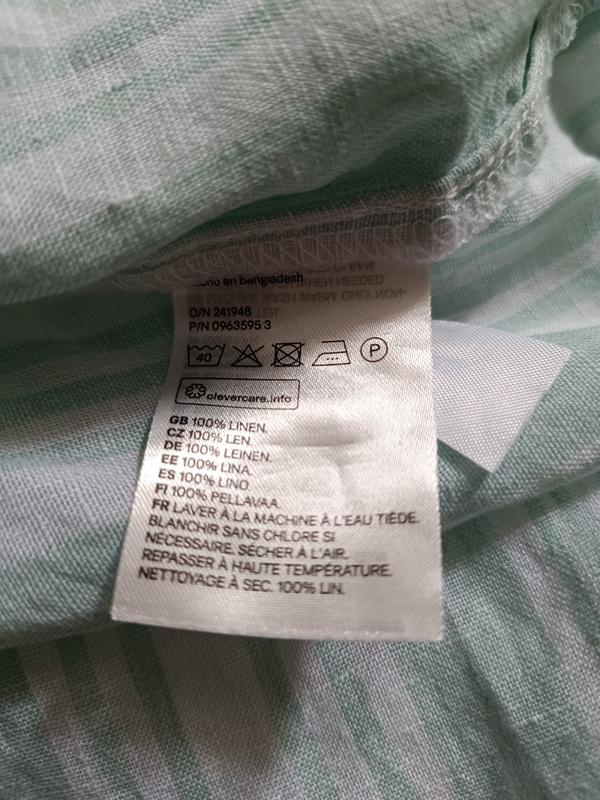 en bangladesh
O/N 241948
P/N 0963595 3
40
P
clevercare.info
GB 100% LINEN.
CZ 100% LEN.
DE 100% LEINEN.
EE 100% LINA.
ES 100% LINO.
FI 100% PELLAVAA.
FR LAVER À LA MACHINE À L'EAU TIÈDE.
BLANCHIR SANS CHLORE SI
NÉCESSAIRE. SÉCHER À L'AIR.
REPASSER À HAUTE TEMPÉRATURE.
NETTOYAGE À SEC. 100% LIN.